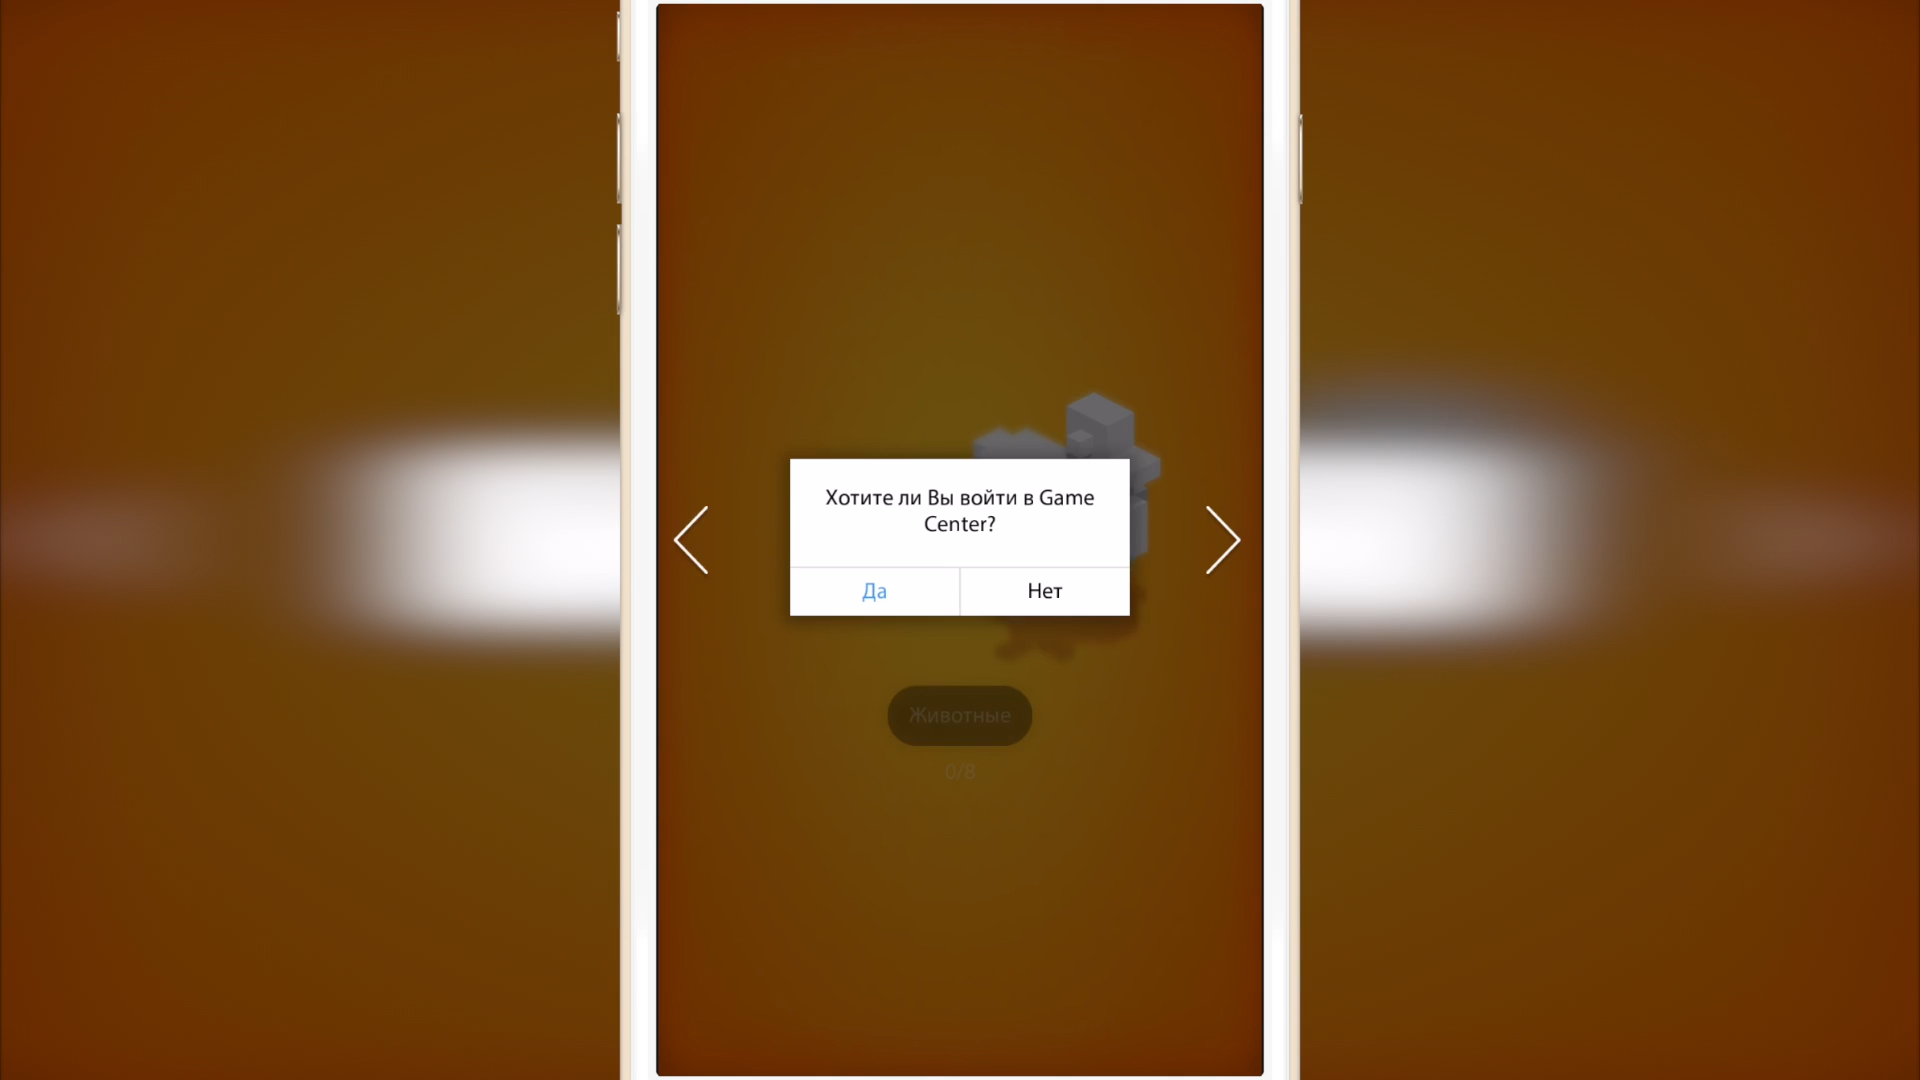 Хотите ли Вы войти в Game
Center?
Да
Нет
Животные
0/8